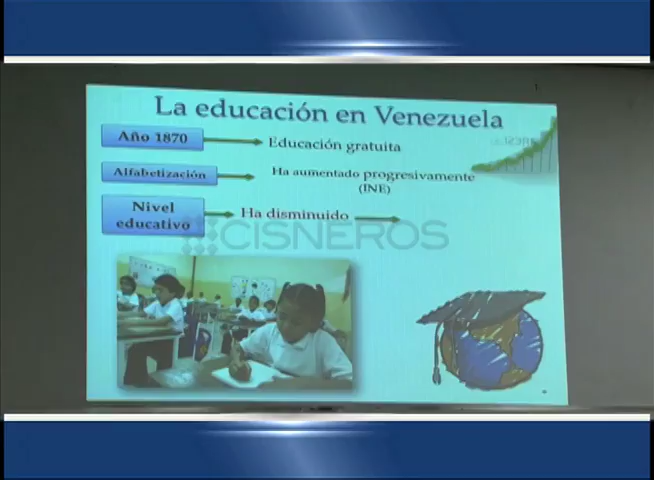 La educación en Venezuela
Año 1870
Educación gratuita
Alfabetización
Ha aumentado progresivamente
(INE)
Nivel
educativo
Ha disminuido
CISNEROS